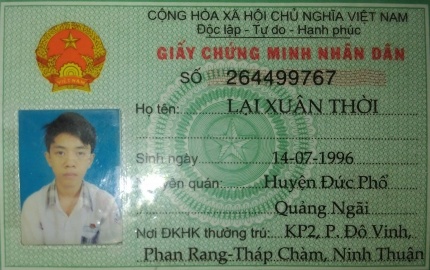 CỘNG HÒA XÃ HỘI CHỦ NGHĨA VIỆT NAM
Độc lập - Tự do - Hạnh phúc
GIẤY CHỨNG MINH NHÂN DÂN
SỐ 264499767
Họ tên: LẠI XUÂN THỜI
Sinh ngày 14-07-1996
Nguyên quán: Huyện Đức Phổ
Quảng Ngãi
Nơi ĐKHK thường trú: KP2, P. Đô Vinh,
Phan Rang-Tháp Chàm, Ninh Thuận
VIỆT NAM